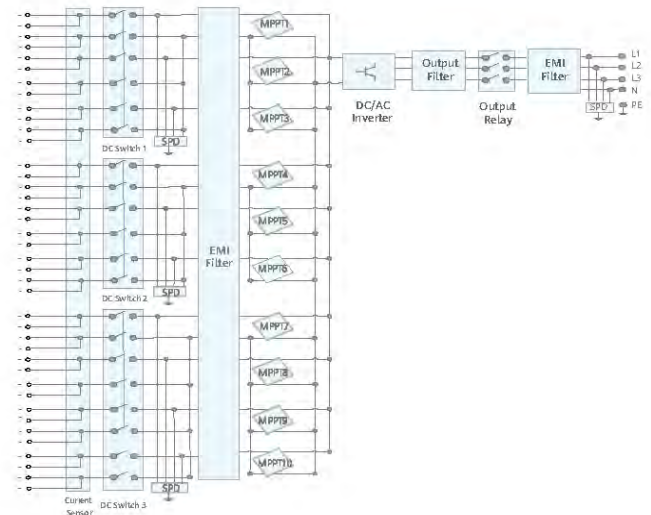 MPPT1
MPPT2
MPPT3
SPD
DC Switch 1
MPPT4
MPPT5
MPPT6
EMI
Filter
SPD
DC Switch 2
MPPT7
MPPT8
MPPT9
MPPT10
SPD
Current
Sensor
DC Switch 3
DC/AC
Inverter
Output
Filter
Output
Relay
EMI
Filter
SPD
L1
L2
L3
N
PE